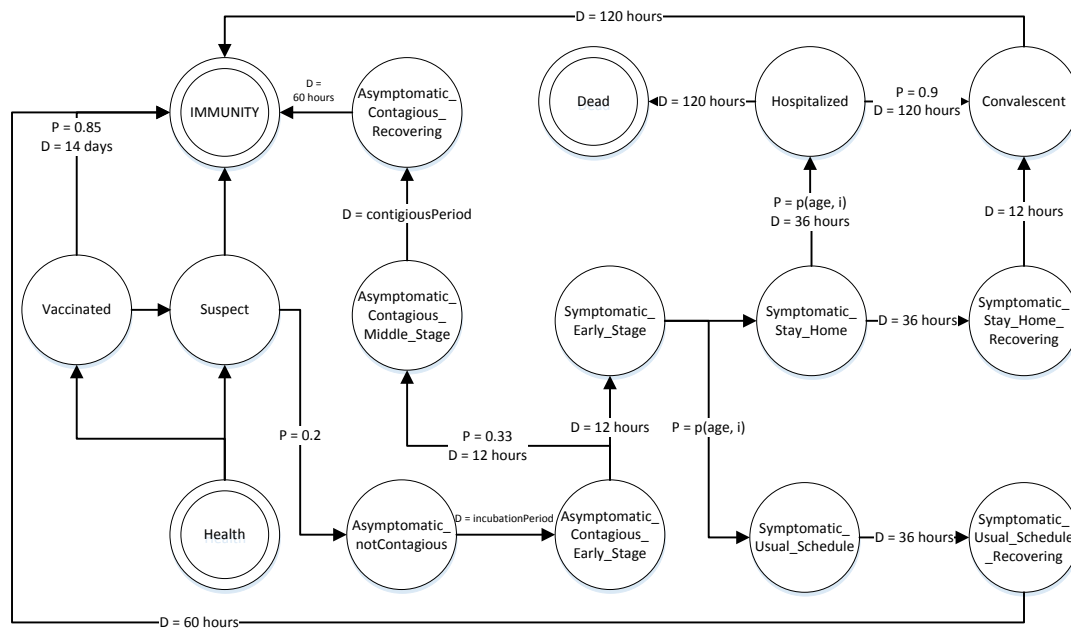 D = 120 hours
IMMUNITY
D =
60 hours
Asymptomatic_
Contagious_
Recovering
Dead
D = 120 hours
Hospitalized
P = 0.9
D = 120 hours
Convalescent
P = 0.85
D = 14 days
D = contigiousPeriod
P = p(age, i)
D = 36 hours
D = 12 hours
Vaccinated
Suspect
Asymptomatic_
Contagious_
Middle_Stage
Symptomatic_
Early_Stage
Symptomatic_
Stay_Home
D = 36 hours
Symptomatic_
Stay_Home_
Recovering
P = 0.2
P = 0.33
D = 12 hours
D = 12 hours
P = p(age, i)
Health
Asymptomatic_
notContagious
D = incubationPeriod
Asymptomatic_
Contagious_
Early_Stage
Symptomatic_
Usual_Schedule
D = 36 hours
Symptomatic_
Usual_Schedule
_Recovering
D = 60 hours